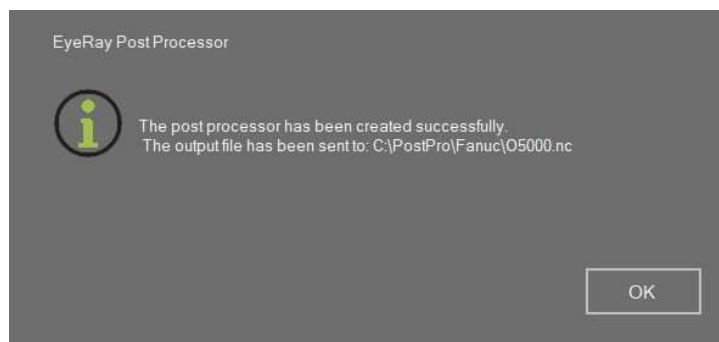 EyeRay Post Processor
The post processor has been created successfully.
The output file has been sent to: C:\PostPro\Fanuc\O5000.nc
OK